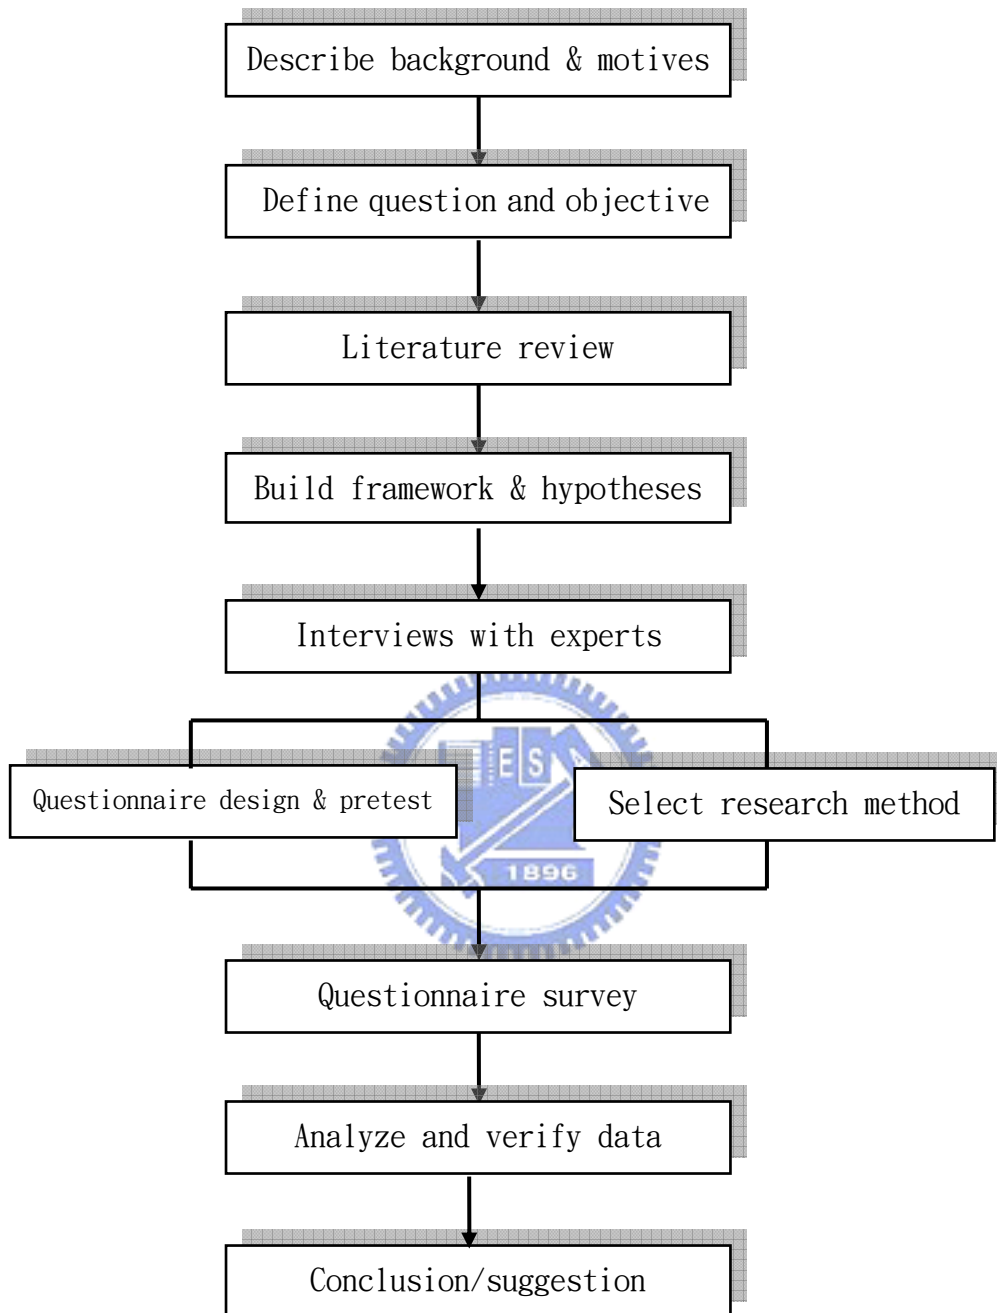 Describe background & motives
Define question and objective
Literature review
Build framework & hypotheses
Interviews with experts
E S A
Questionnaire design & pretest
Select research method
1896
Questionnaire survey
Analyze and verify data
Conclusion/suggestion